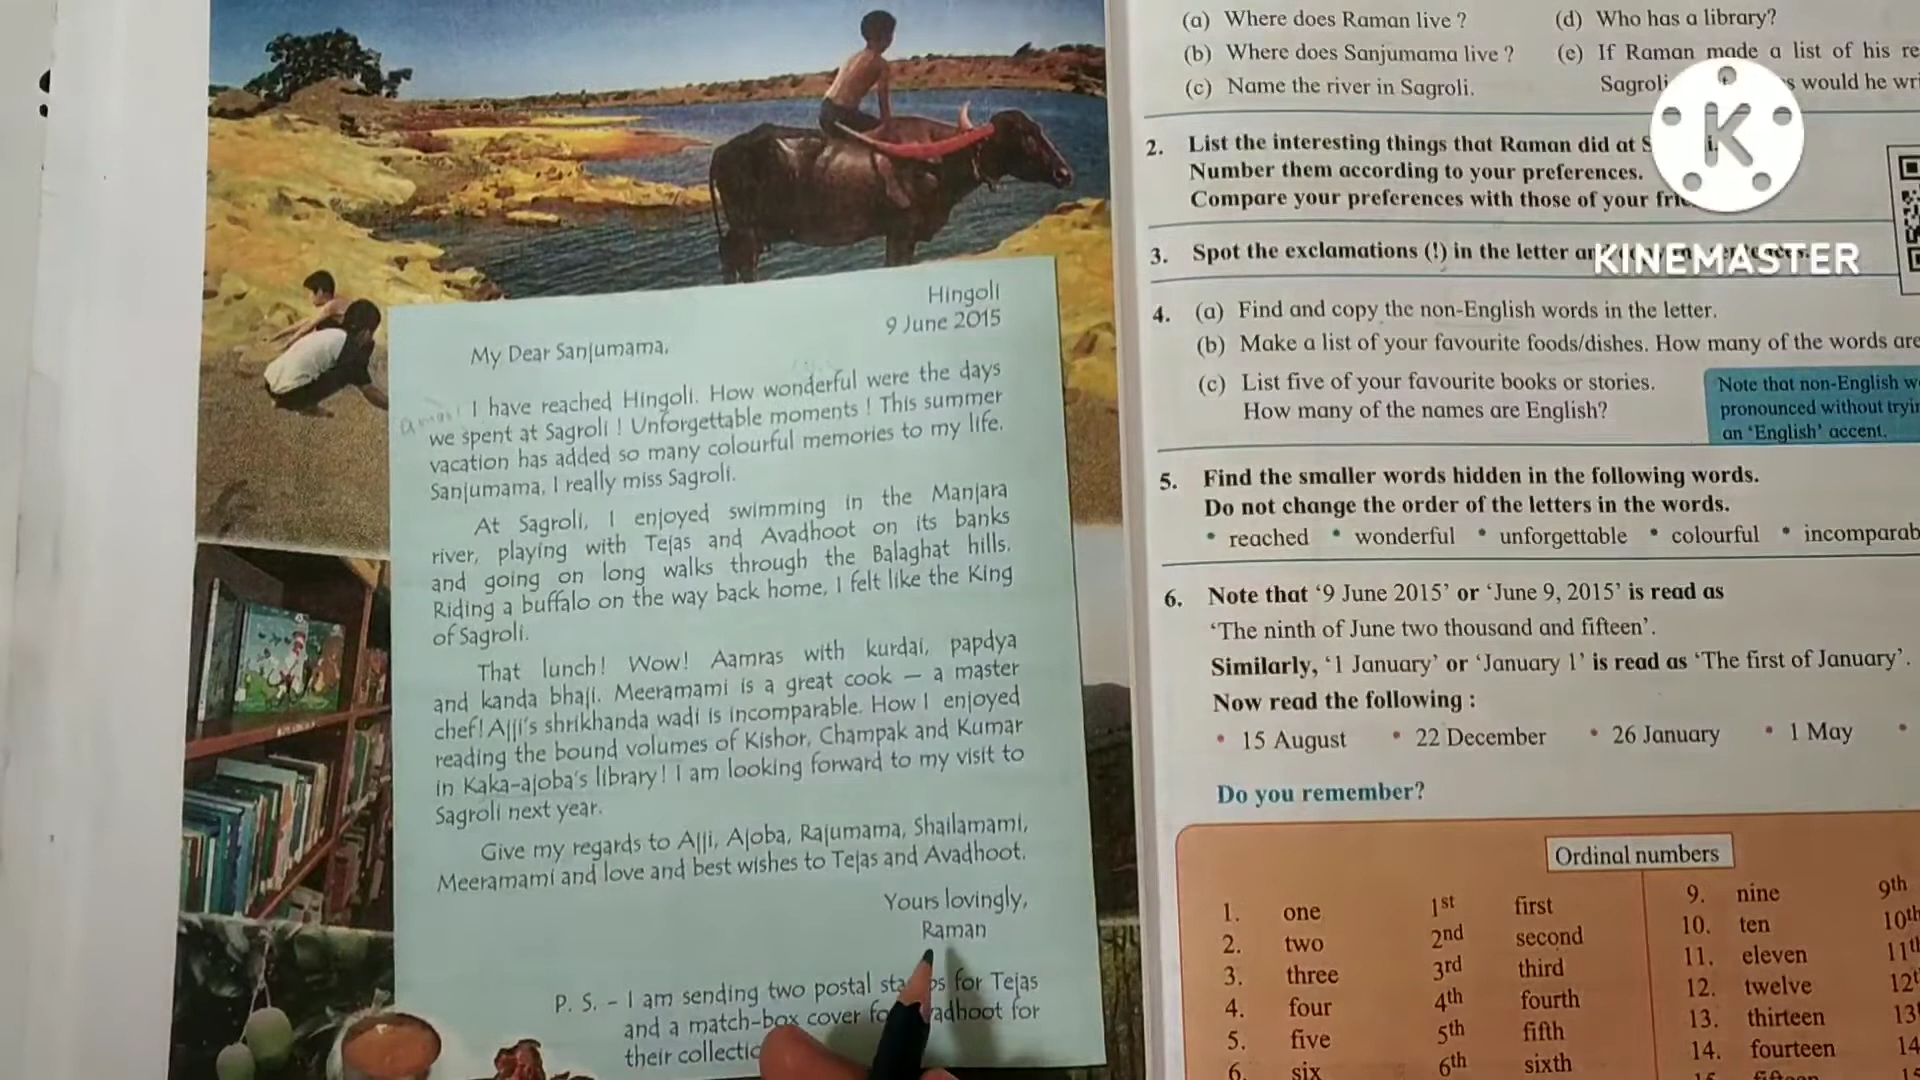 Hingoli
9 June 2015
My Dear Sanjumama,
I have reached Hingoli. How wonderful were the days
we spent at Sagroli ! Unforgettable moments ! This summer
vacation has added so many colourful memories to my life.
Sanjumama, I really miss Sagroli.
At Sagroli, I enjoyed swimming in the Manjara
river, playing with Tejas and Avadhoot on its banks
and going on long walks through the Balaghat hills.
Riding a buffalo on the way back home, I felt like the King
of Sagroli.
That lunch! Wow! Aamras with kurdai, papdya
and kanda bhaji. Meeramami is a great cook – a master
chef! Ajji's shrikhanda wadi is incomparable. How I enjoyed
reading the bound volumes of Kishor, Champak and Kumar
in Kaka-ajoba's library! I am looking forward to my visit to
Sagroli next year.
Give my regards to Ajji, Ajoba, Rajumama, Shailamami,
Meeramami and love and best wishes to Tejas and Avadhoot.
Yours lovingly,
Raman
P. S. – I am sending two postal for Tejas
and a match-box cover for
their
(a) Where does Raman live ? (d) Who has a library?
(b) Where does Sanjumama live ? (e) If Raman made a list of his
(c) Name the river in Sagroli. would he
2. List the interesting things that Raman did at
Number them according to your preferences.
Compare your preferences with those of your
3. Spot the exclamations (!) in the letter
4. (a) Find and copy the non-English words in the letter.
(b) Make a list of your favourite foods/dishes. How many of the words are
(c) List five of your favourite books or stories.
How many of the names are English?
Note that non-English
pronounced without
an 'English' accent.
5. Find the smaller words hidden in the following words.
Do not change the order of the letters in the words.
• reached • wonderful • unforgettable • colourful •
6. Note that '9 June 2015' or 'June 9, 2015' is read as
'The ninth of June two thousand and fifteen'.
Similarly, '1 January' or 'January 1' is read as 'The first of January'.
Now read the following :
• 15 August • 22 December • 26 January • 1 May •
Do you remember?
Ordinal numbers
1. one 1st first 9. nine 9th
2. two 2nd second 10. ten 10th
3. three 3rd third 11. eleven
4. four 4th fourth 12. twelve
5. five 5th fifth 13. thirteen
6. six 6th sixth 14. fourteen
K
KINEMASTER